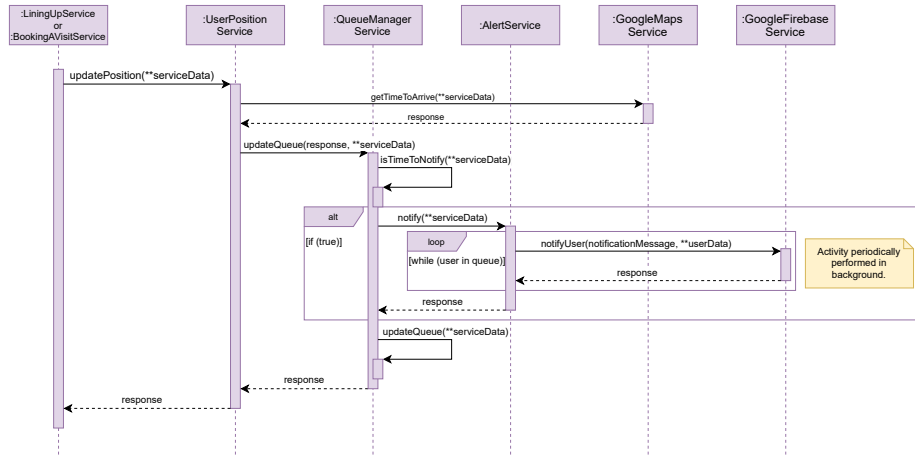 :LiningUpService
or
:BookingAVisitService
:UserPosition
Service
:QueueManager
Service
:AlertService
:GoogleMaps
Service
:GoogleFirebase
Service
updatePosition(**serviceData)
getTimeToArrive(**serviceData)
response
updateQueue(response, **serviceData)
isTimeToNotify(**serviceData)
alt
[if (true)]
notify(**serviceData)
loop
[while (user in queue)]
notifyUser(notificationMessage, **userData)
response
Activity periodically
performed in
background.
response
updateQueue(**serviceData)
response
response